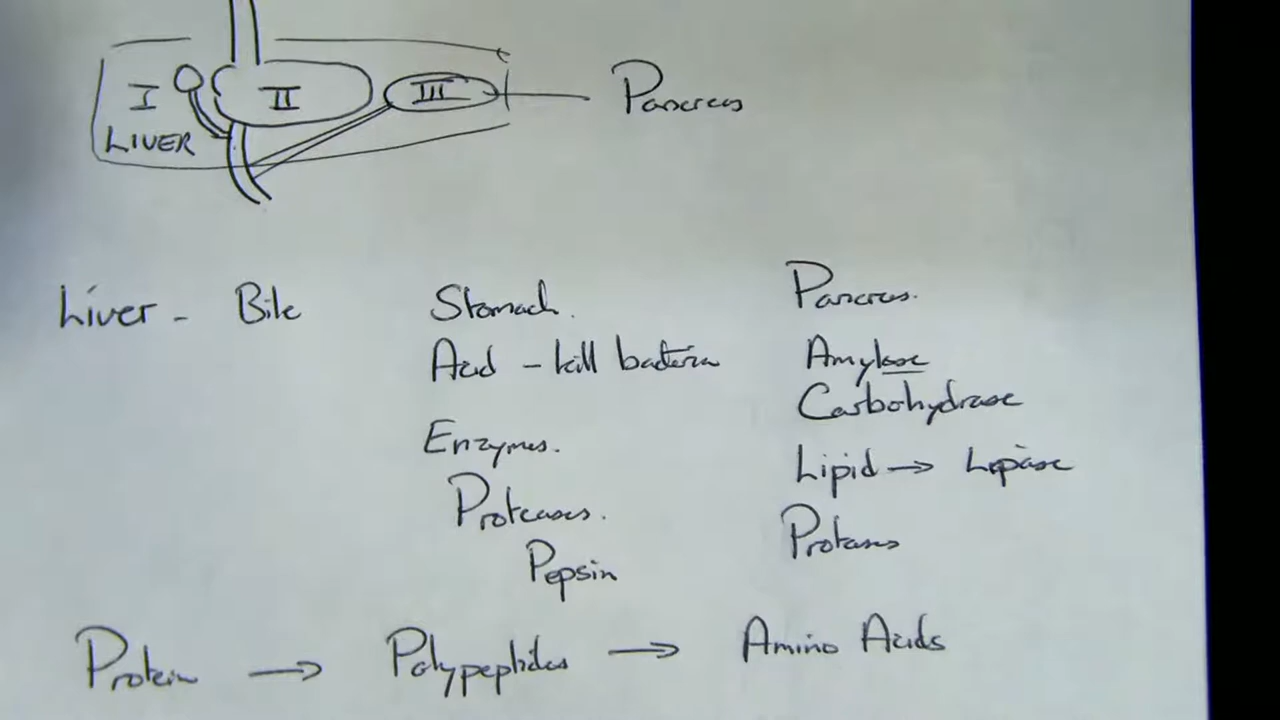 I II III Pancreas
LIVER
Liver - Bile Stomach. Pancreas.
Acid - kill bacteria Amylase
Carbohydrase
Enzymes.
Lipid → Lipase
Proteases.
Proteases
Pepsin
Protein → Polypeptides → Amino Acids